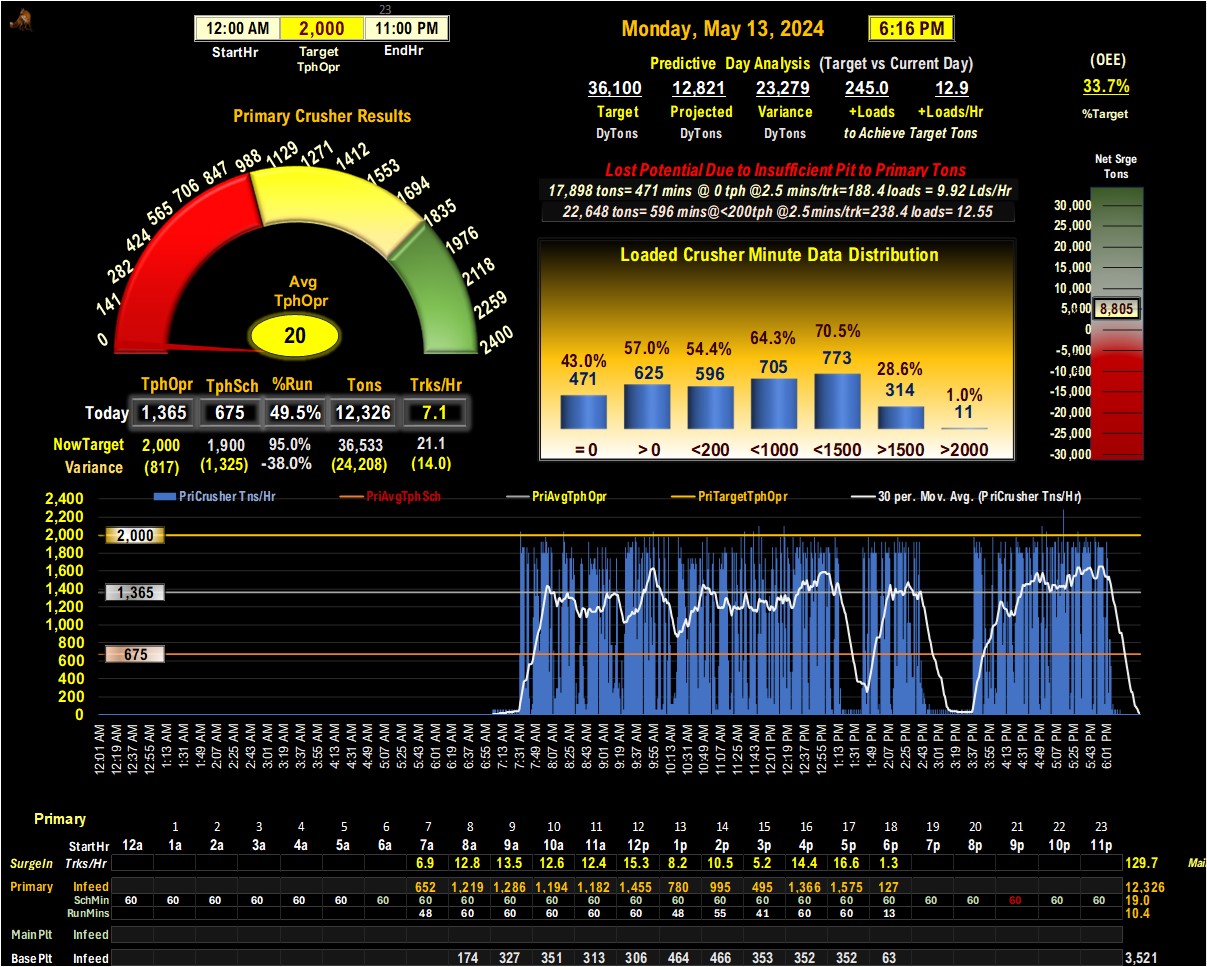 23
12:00 AM 2,000 11:00 PM
StartHr Target TphOpr EndHr
Monday, May 13, 2024 6:16 PM
Predictive Day Analysis (Target vs Current Day)
36,100 12,821 23,279 245.0 12.9
Target Projected Variance +Loads +Loads/Hr
DyTons DyTons DyTons to Achieve Target Tons
(OEE)
33.7%
%Target
Primary Crusher Results
0 141 282 424 565 706 847 988 1129 1271 1412 1553 1694 1835 1976 2118 2259 2400
Avg
TphOpr
20
TphOpr TphSch %Run Tons Trks/Hr
Today 1,365 675 49.5% 12,326 7.1
NowTarget 2,000 1,900 95.0% 36,533 21.1
Variance (817) (1,325) -38.0% (24,208) (14.0)
Lost Potential Due to Insufficient Pit to Primary Tons
17,898 tons= 471 mins @ 0 tph @2.5 mins/trk=188.4 loads = 9.92 Lds/Hr
22,648 tons= 596 mins@<200tph @2.5mins/trk=238.4 loads= 12.55
Loaded Crusher Minute Data Distribution
43.0% 57.0% 54.4% 64.3% 70.5% 28.6% 1.0%
471 625 596 705 773 314 11
= 0 > 0 <200 <1000 <1500 >1500 >2000
Net Srge
Tons
30,000
25,000
20,000
15,000
10,000
5,000
8,805
0
-5,000
-10,000
-15,000
-20,000
-25,000
-30,000
PriCrusher Tns/Hr PriAvgTphSch PriAvgTphOpr PriTargetTphOpr 30 per. Mov. Avg. (PriCrusher Tns/Hr)
2,400
2,200
2,000 2,000
1,800
1,600
1,400 1,365
1,200
1,000
800
600 675
400
200
0
12:01 AM 12:19 AM 12:37 AM 12:55 AM 1:13 AM 1:31 AM 1:49 AM 2:07 AM 2:25 AM 2:43 AM 3:01 AM 3:19 AM 3:37 AM 3:55 AM 4:13 AM 4:31 AM 4:49 AM 5:07 AM 5:25 AM 5:43 AM 6:01 AM 6:19 AM 6:37 AM 6:55 AM 7:13 AM 7:31 AM 7:49 AM 8:07 AM 8:25 AM 8:43 AM 9:01 AM 9:19 AM 9:37 AM 9:55 AM 10:13 AM 10:31 AM 10:49 AM 11:07 AM 11:25 AM 11:43 AM 12:01 PM 12:19 PM 12:37 PM 12:55 PM 1:13 PM 1:31 PM 1:49 PM 2:07 PM 2:25 PM 2:43 PM 3:01 PM 3:19 PM 3:37 PM 3:55 PM 4:13 PM 4:31 PM 4:49 PM 5:07 PM 5:25 PM 5:43 PM 6:01 PM
Primary
1 2 3 4 5 6 7 8 9 10 11 12 13 14 15 16 17 18 19 20 21 22 23
StartHr 12a 1a 2a 3a 4a 5a 6a 7a 8a 9a 10a 11a 12p 1p 2p 3p 4p 5p 6p 7p 8p 9p 10p 11p
SurgeIn Trks/Hr 6.9 12.8 13.5 12.6 12.4 15.3 8.2 10.5 5.2 14.4 16.6 1.3 129.7
Primary Infeed 652 1,219 1,286 1,194 1,182 1,455 780 995 495 1,366 1,575 127 12,326
SchMin 60 60 60 60 60 60 60 60 60 60 60 60 60 60 60 60 60 60 60 60 60 60 60 60 19.0
RunMins 48 60 60 60 60 60 48 55 41 60 60 13 10.4
MainPlt Infeed
BasePlt Infeed 174 327 351 313 306 464 466 353 352 352 63 3,521